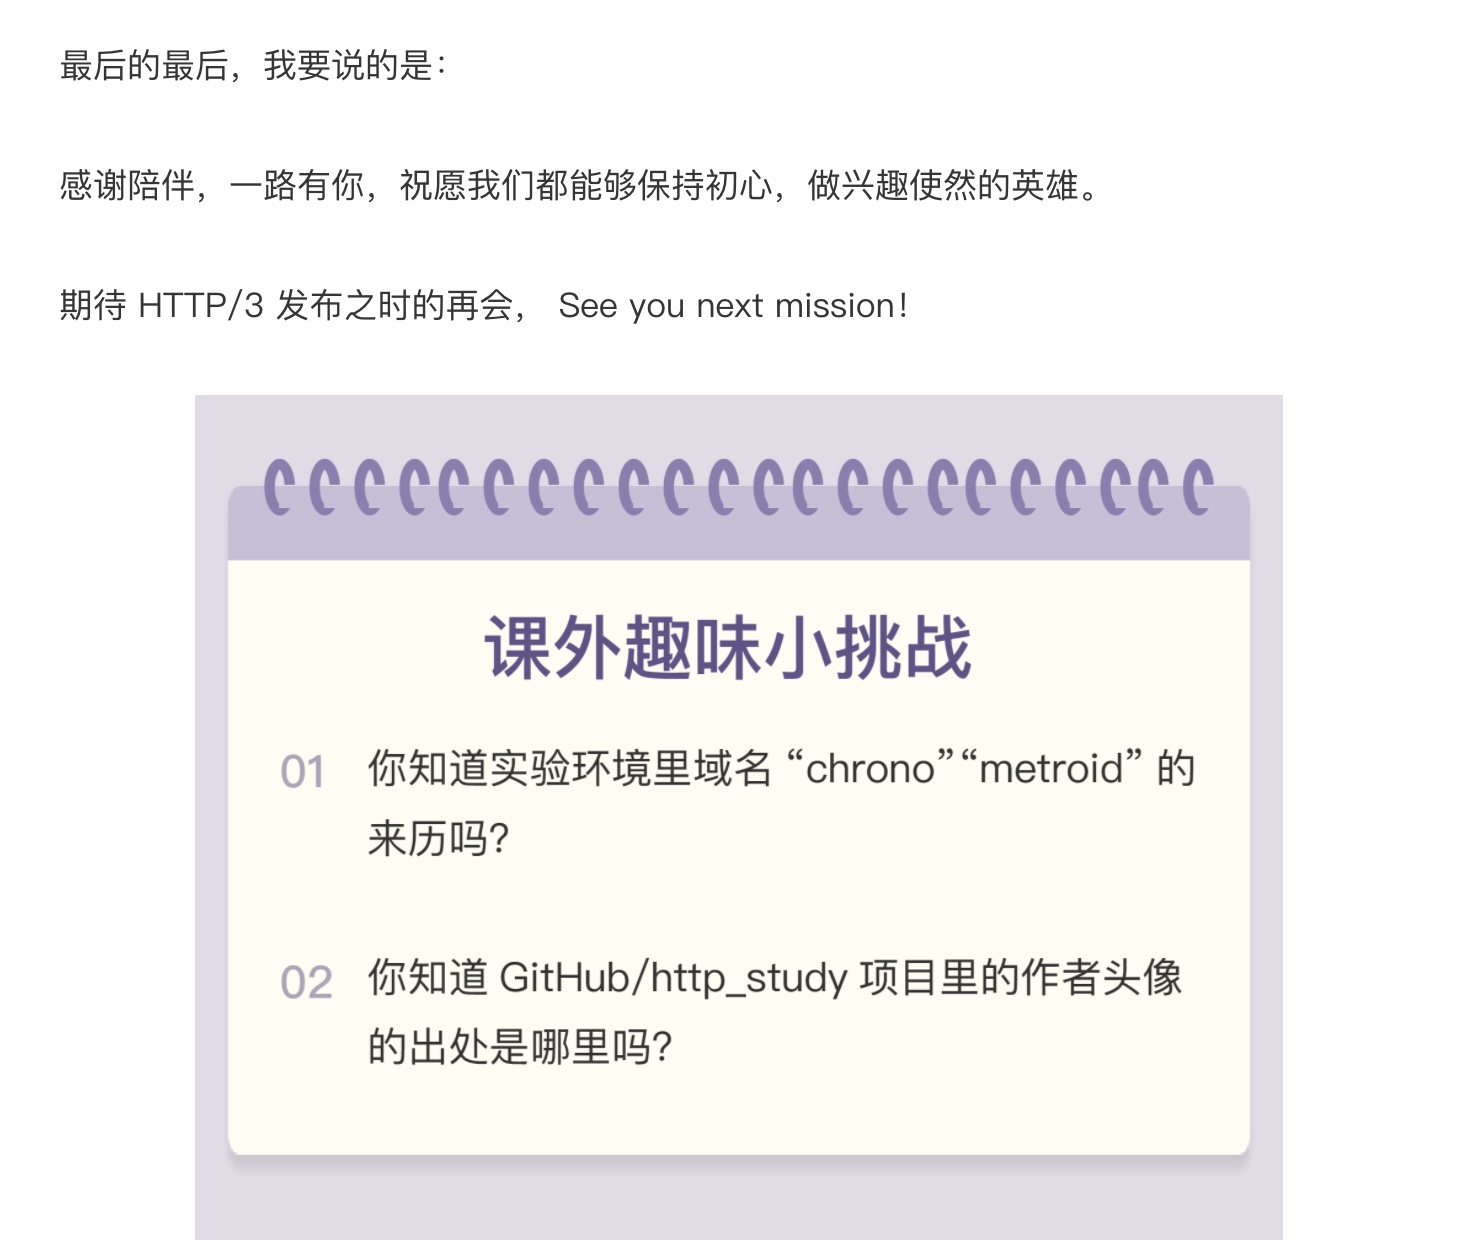 最后的最后，我要说的是：
感谢陪伴，一路有你，祝愿我们都能够保持初心，做兴趣使然的英雄。
期待 HTTP/3 发布之时的再会， See you next mission！
课外趣味小挑战
01 你知道实验环境里域名 “chrono”“metroid” 的
来历吗？
02 你知道 GitHub/http_study 项目里的作者头像
的出处是哪里吗？